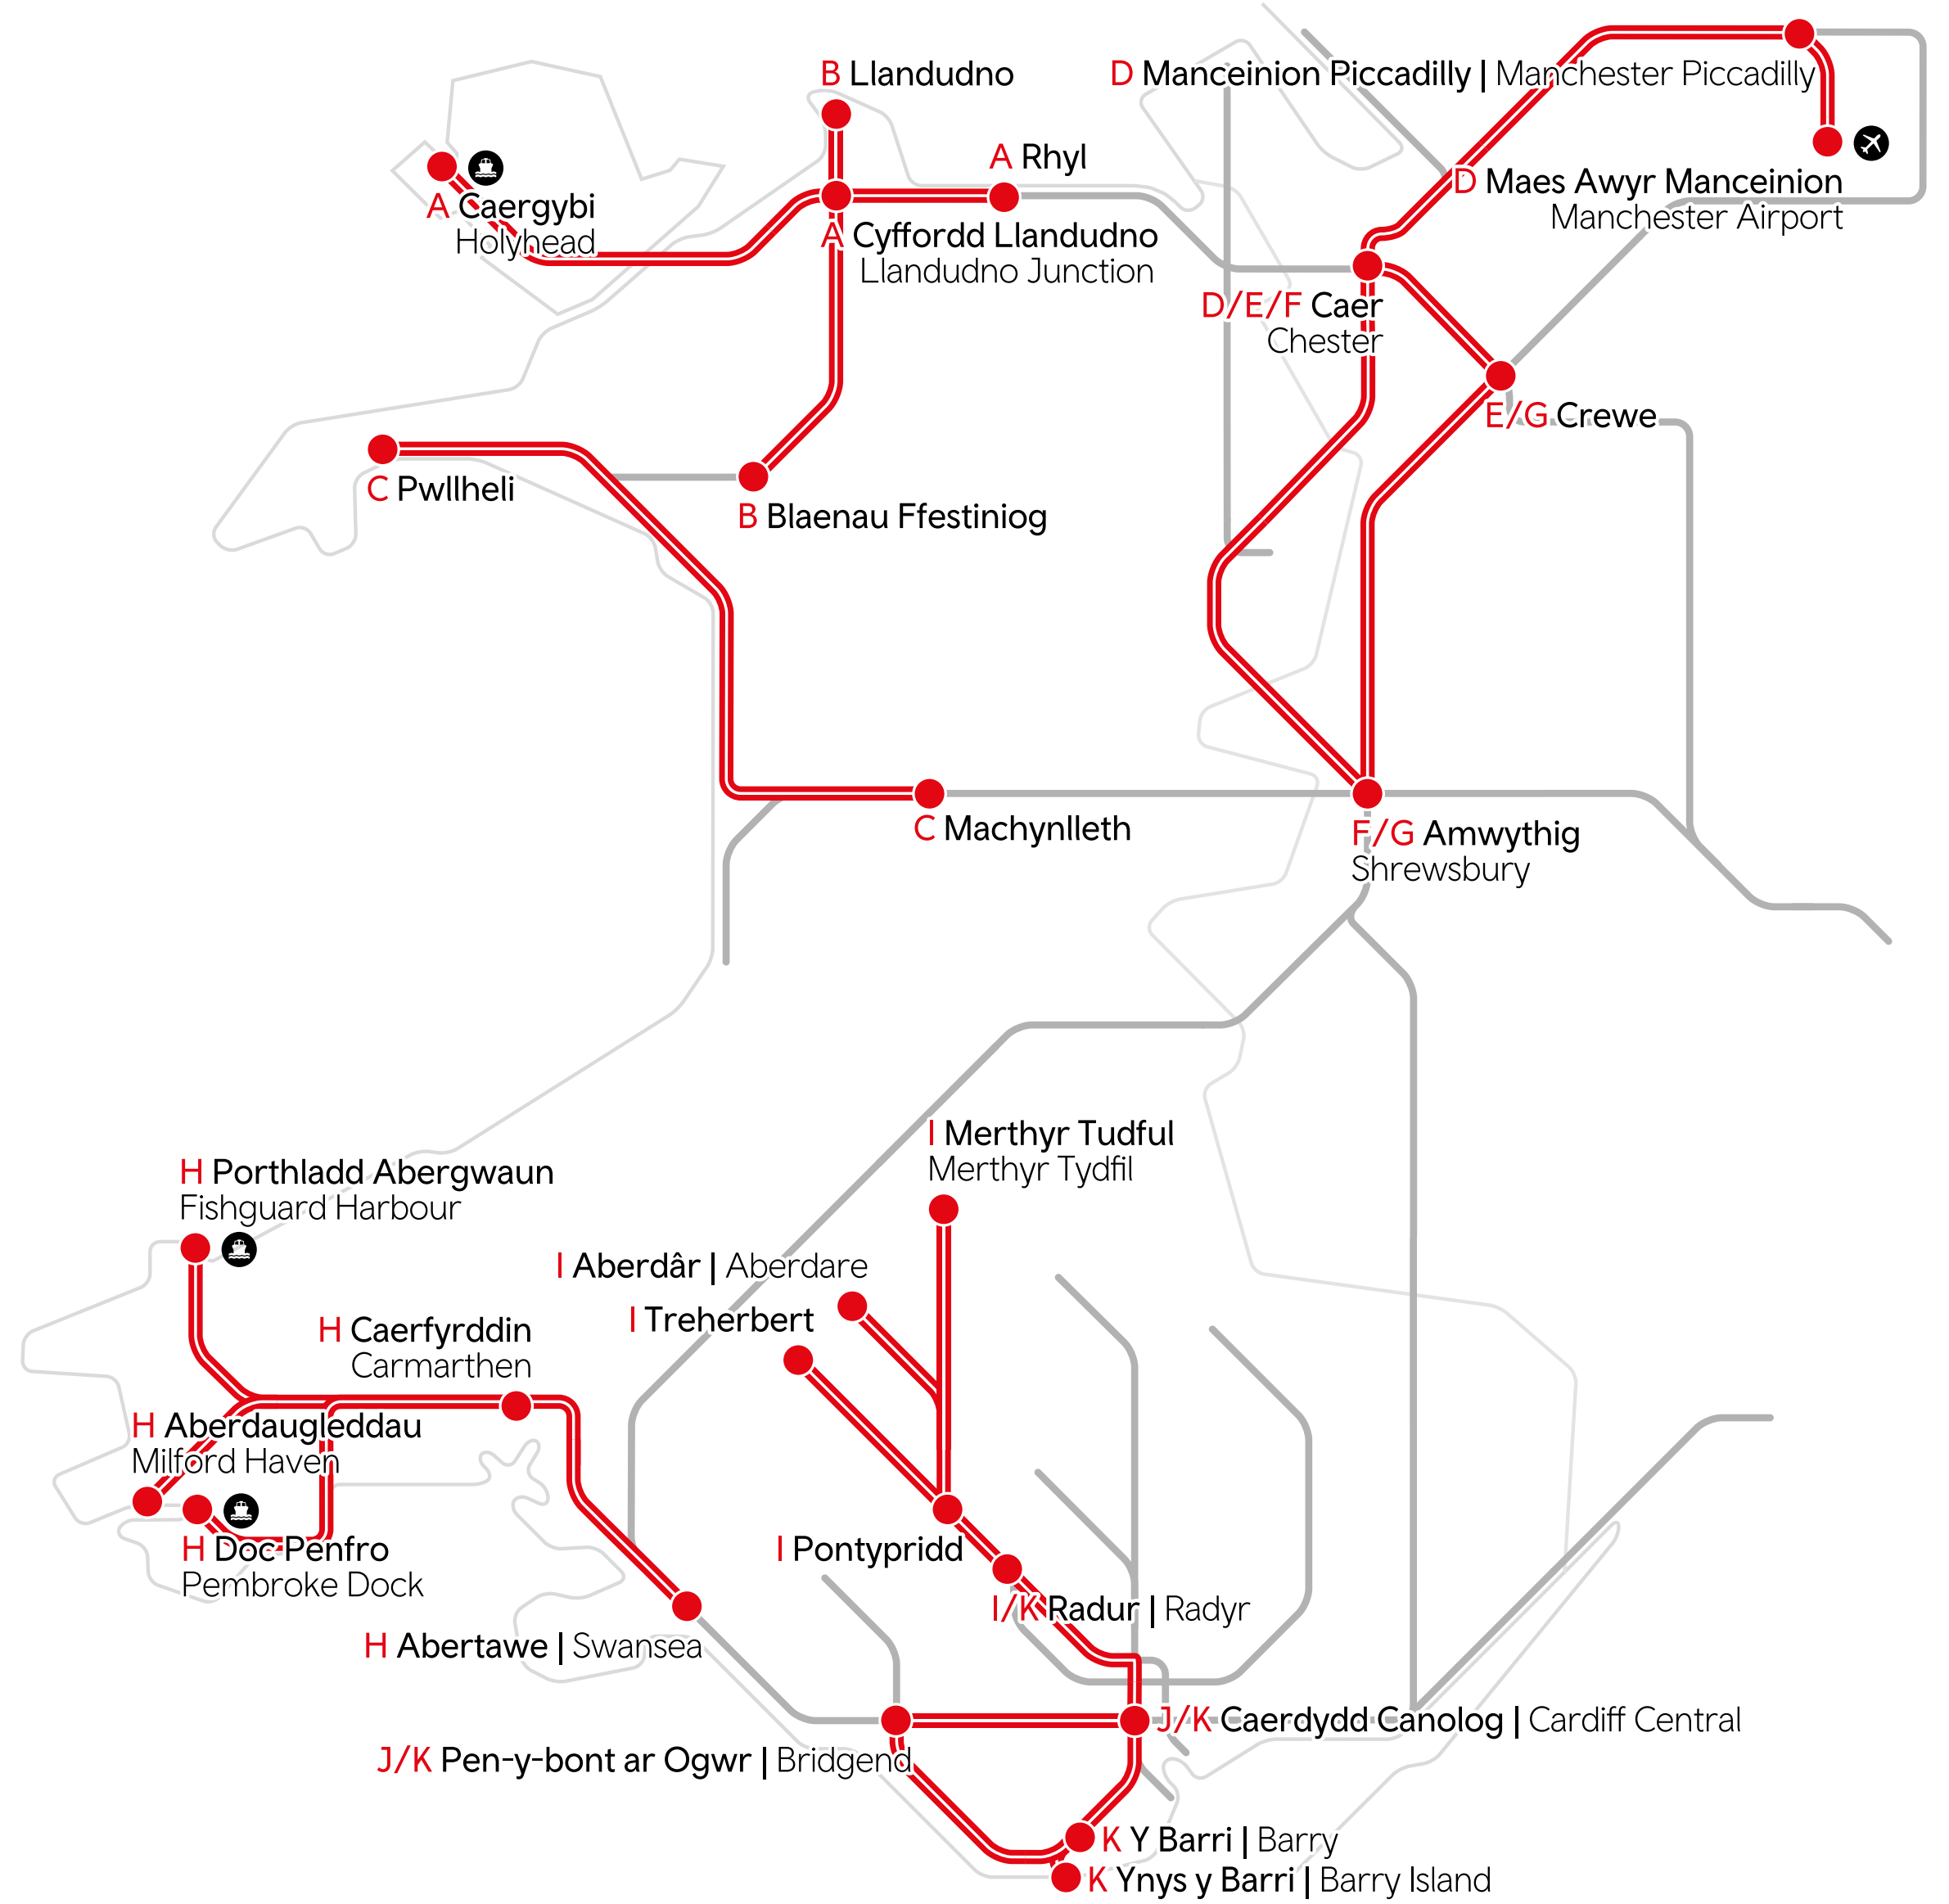 B Llandudno
D Manceinion Piccadilly | Manchester Piccadilly
A Rhyl
D Maes Awyr Manceinion
Manchester Airport
A Caergybi
Holyhead
A Cyffordd Llandudno
Llandudno Junction
D/E/F Caer
Chester
E/G Crewe
C Pwllheli
B Blaenau Ffestiniog
C Machynlleth
F/G Amwythig
Shrewsbury
I Merthyr Tudful
Merthyr Tydfil
H Porthladd Abergwaun
Fishguard Harbour
I Aberdâr | Aberdare
I Treherbert
H Caerfyrddin
Carmarthen
H Aberdaugleddau
Milford Haven
H Doc Penfro
Pembroke Dock
I Pontypridd
I/K Radur | Radyr
H Abertawe | Swansea
J/K Caerdydd Canolog | Cardiff Central
J/K Pen-y-bont ar Ogwr | Bridgend
K Y Barri | Barry
K Ynys y Barri | Barry Island